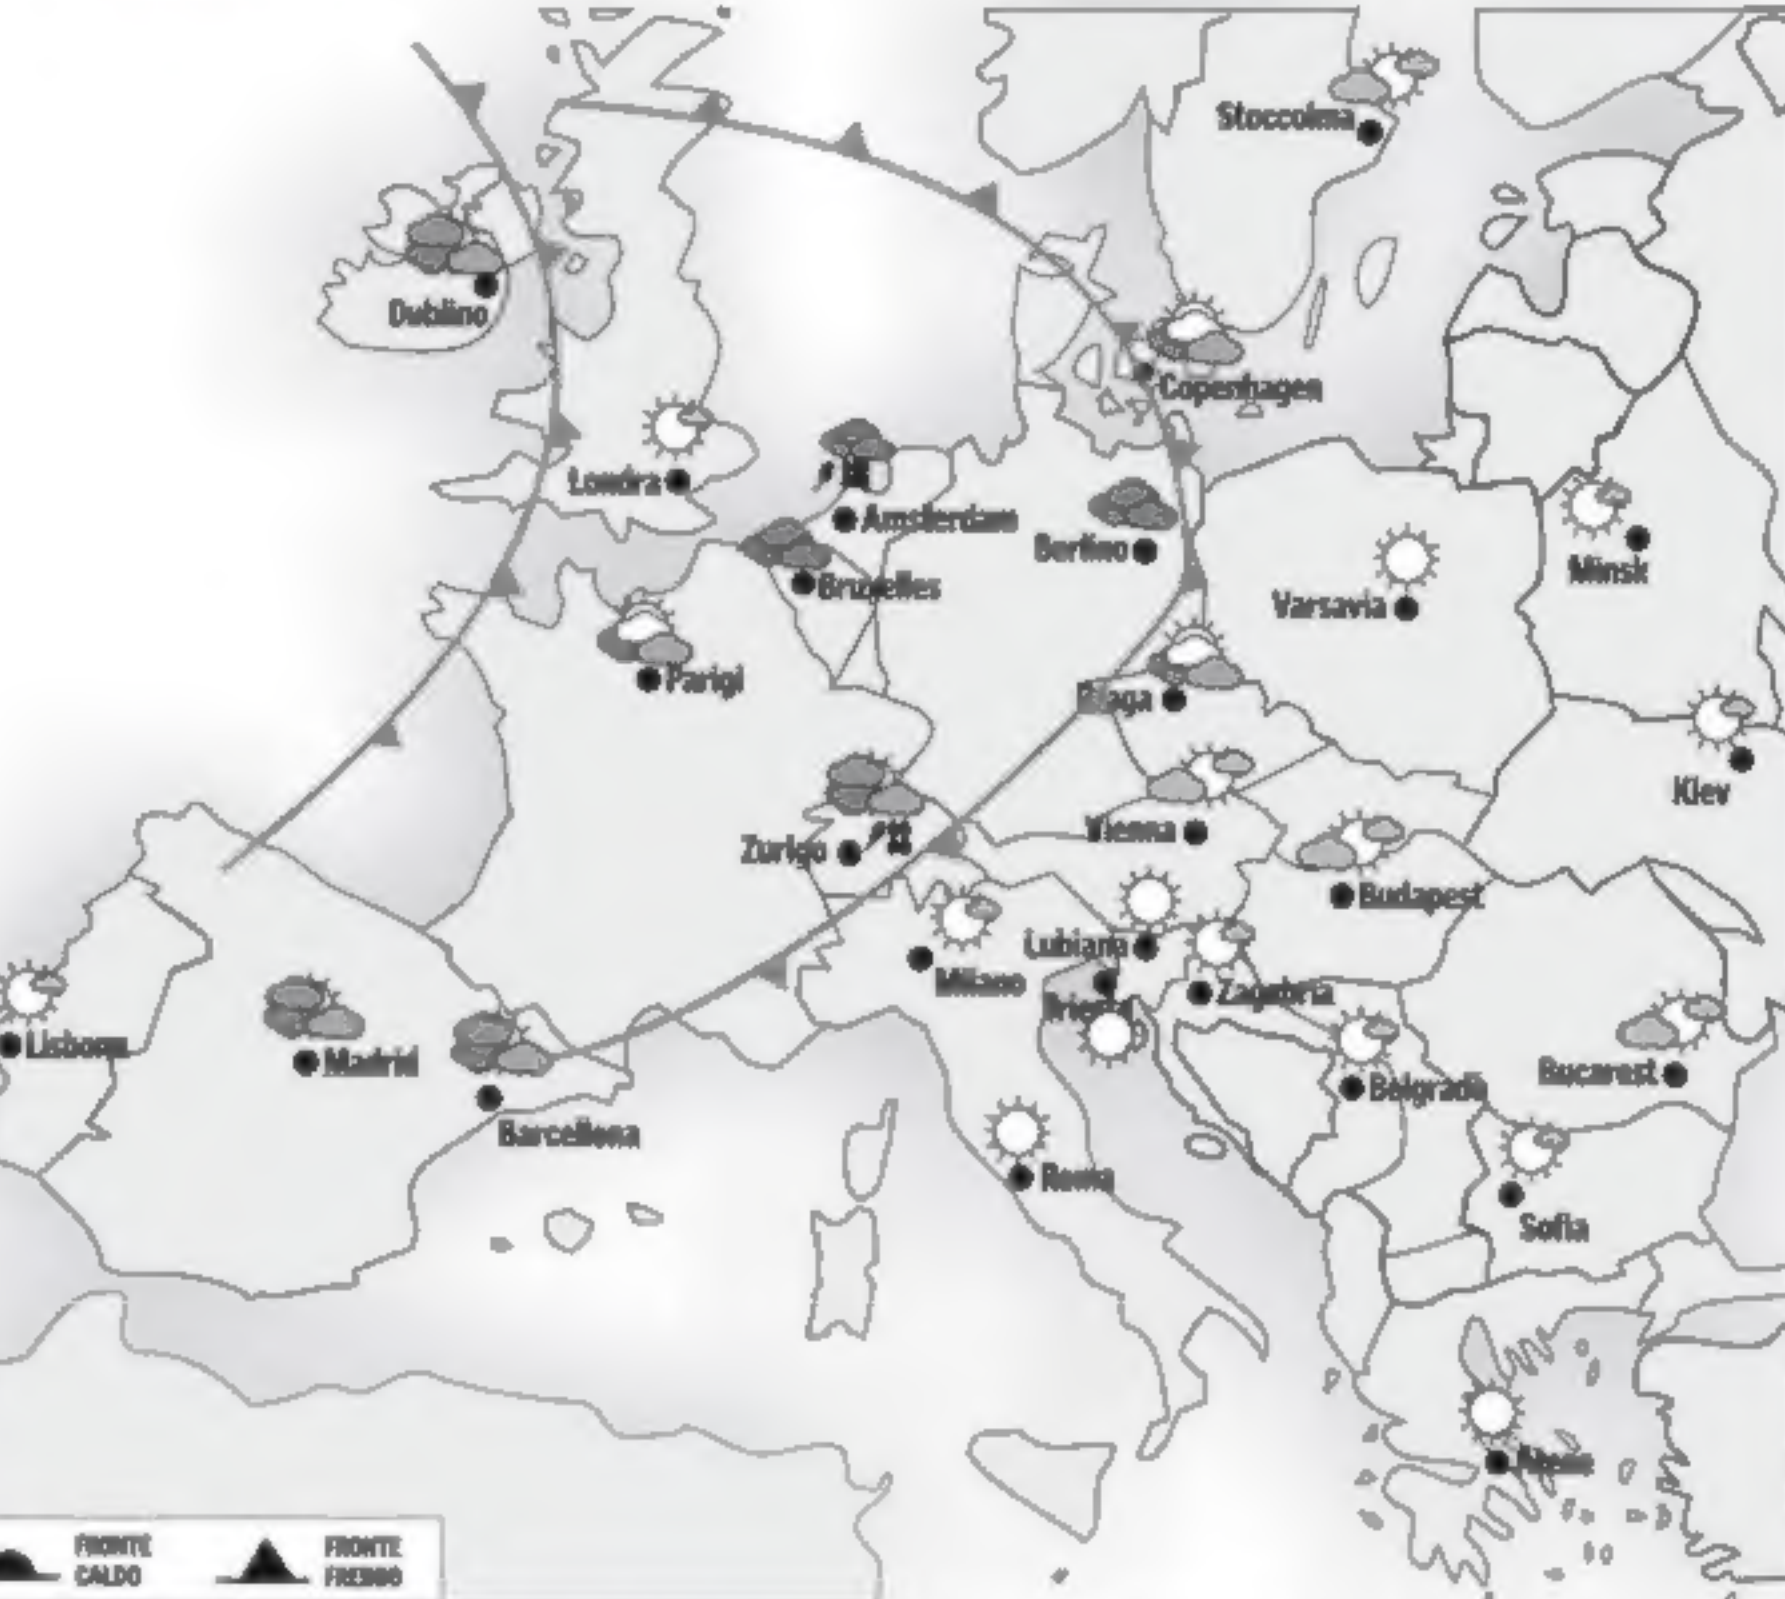 Stoccolma
Dublino
Copenhagen
Londra
Amsterdam
Berlino
Minsk
Bruxelles
Varsavia
Parigi
Praga
Kiev
Vienna
Zurigo
Budapest
Lubiana
Milano
Zagabria
Lisbona
Madrid
Belgrado
Bucarest
Barcellona
Roma
Sofia
Atene
FRONTE
CALDO
FRONTE
FREDDO